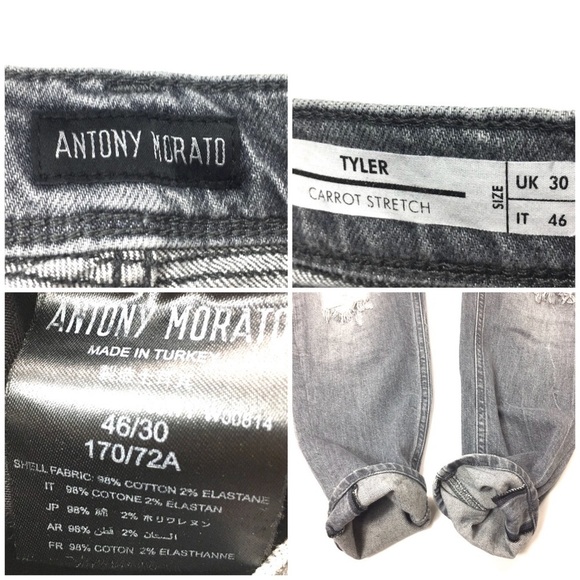 ANTONY MORATO
TYLER
CARROT STRETCH
SIZE
UK 30
IT 46
ANTONY MORATO
MADE IN TURKEY
W00814
46/30
170/72A
SHELL FABRIC: 98% COTTON 2% ELASTANE
IT 98% COTONE 2% ELASTAN
JP 98% 綿 2% ポリウレタン
AR 98% قطن 2% الستان
FR 98% COTON 2% ELASTHANNE